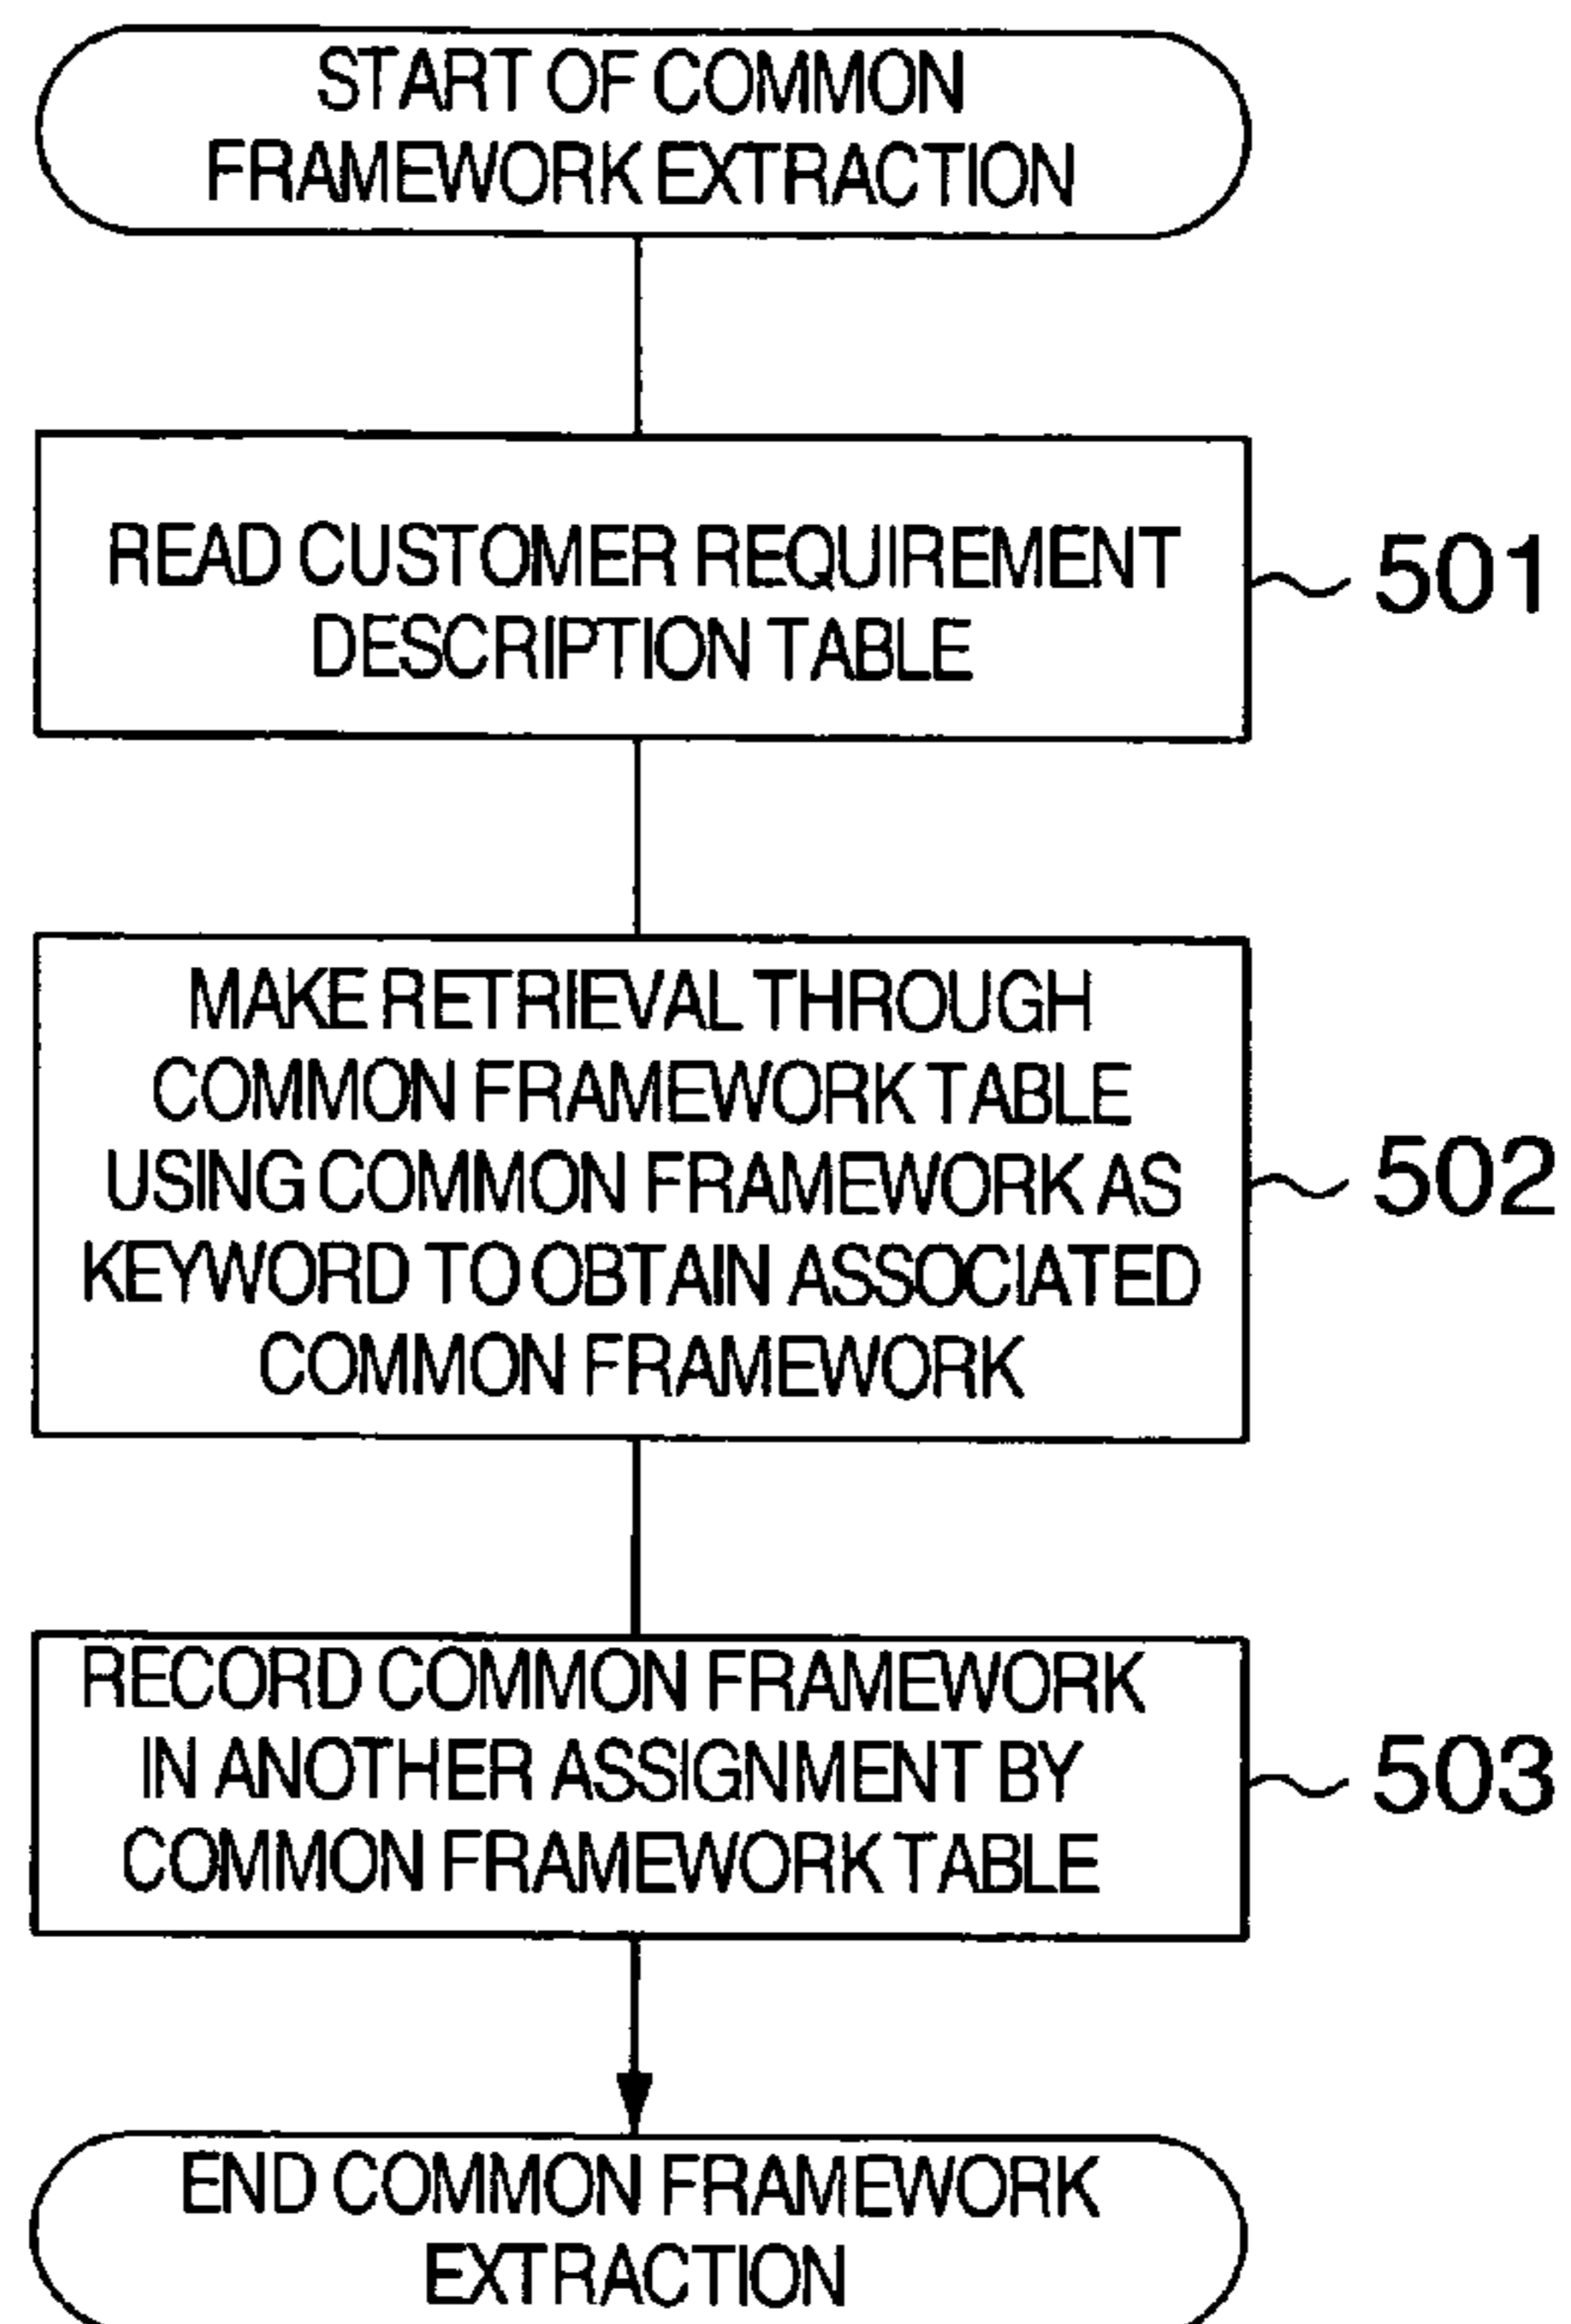 START OF COMMON
FRAMEWORK EXTRACTION
READ CUSTOMER REQUIREMENT
DESCRIPTION TABLE
501
MAKE RETRIEVAL THROUGH
COMMON FRAMEWORK TABLE
USING COMMON FRAMEWORK AS
KEYWORD TO OBTAIN ASSOCIATED
COMMON FRAMEWORK
502
RECORD COMMON FRAMEWORK
IN ANOTHER ASSIGNMENT BY
COMMON FRAMEWORK TABLE
503
END COMMON FRAMEWORK
EXTRACTION